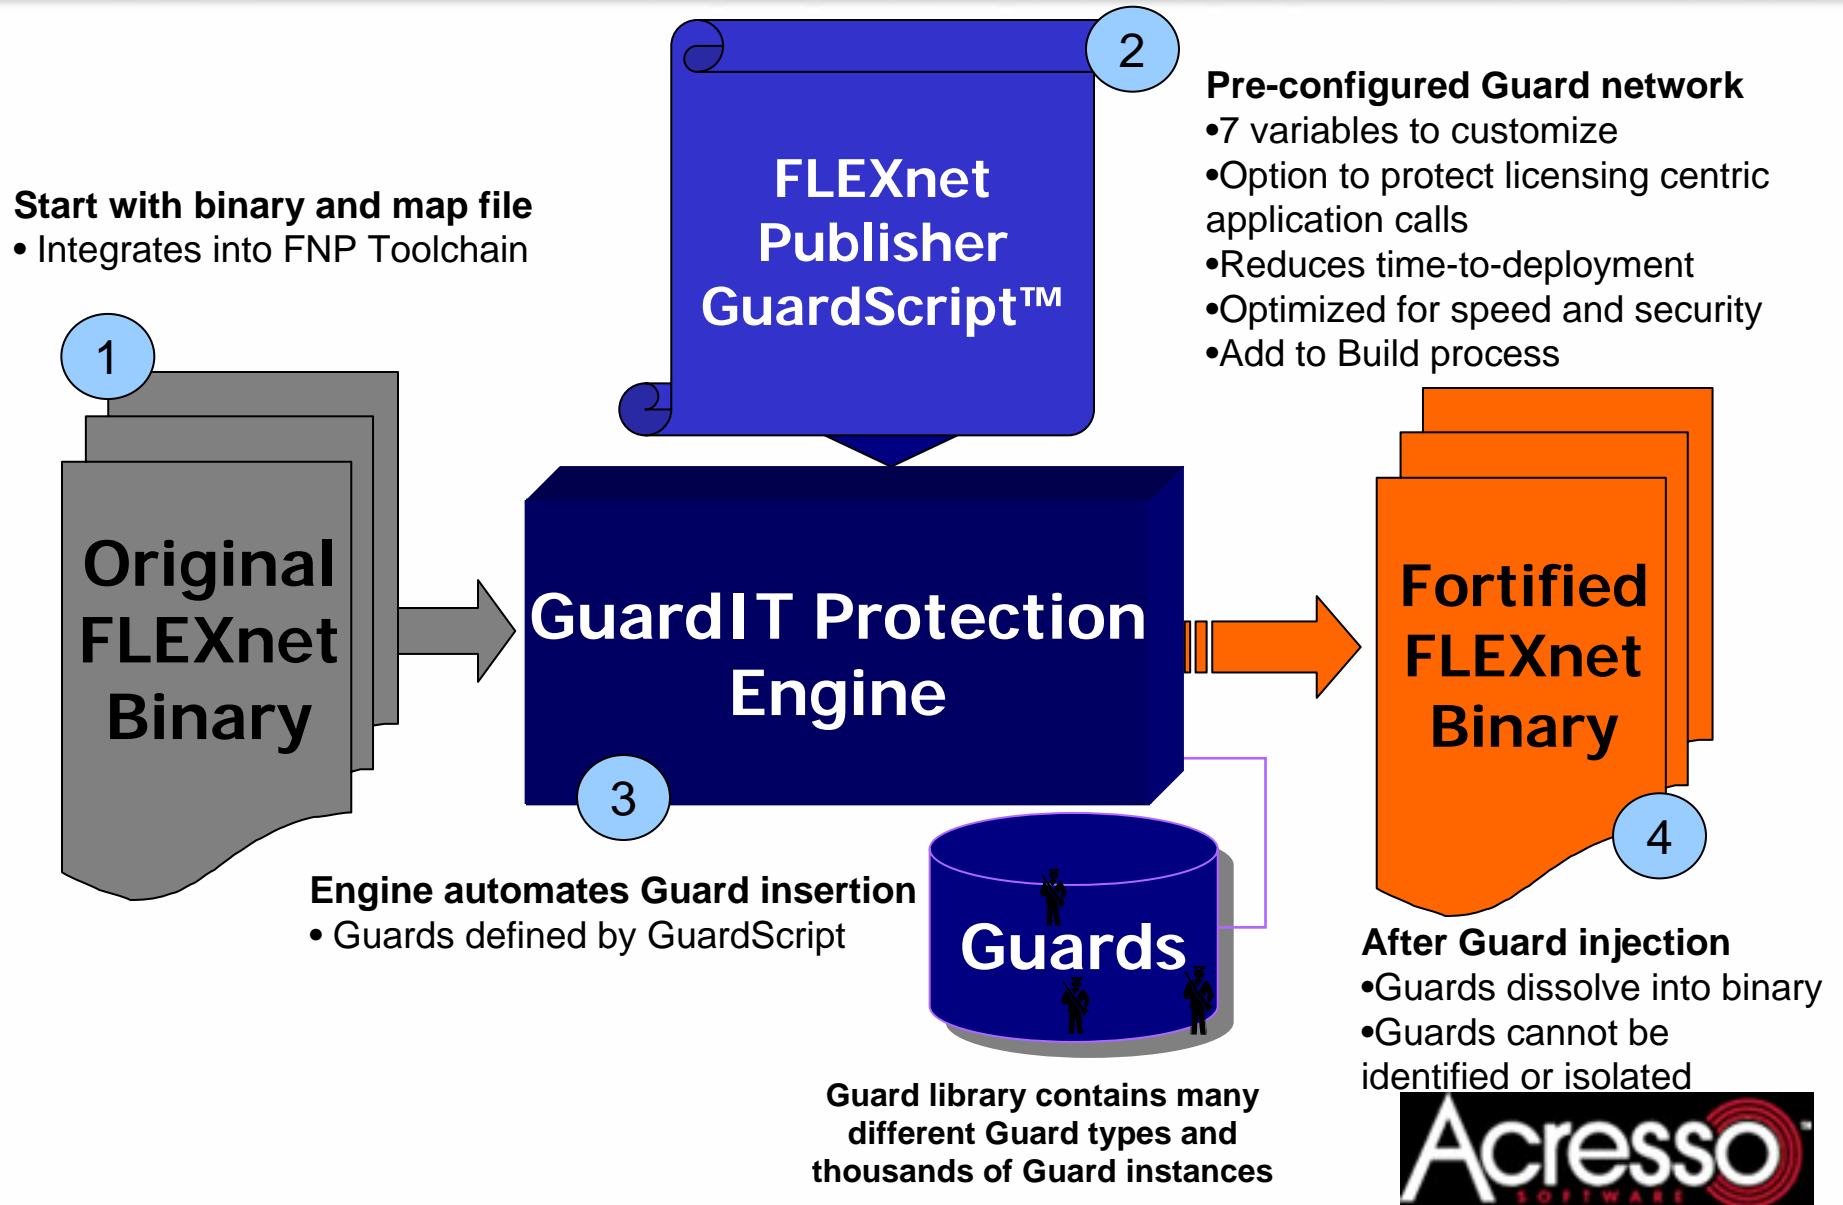 2
Pre-configured Guard network
•7 variables to customize
•Option to protect licensing centric
application calls
•Reduces time-to-deployment
•Optimized for speed and security
•Add to Build process
FLEXnet
Publisher
GuardScript™
Start with binary and map file
• Integrates into FNP Toolchain
1
Original
FLEXnet
Binary
GuardIT Protection
Engine
3
Engine automates Guard insertion
• Guards defined by GuardScript
Guards
Guard library contains many
different Guard types and
thousands of Guard instances
Fortified
FLEXnet
Binary
4
After Guard injection
•Guards dissolve into binary
•Guards cannot be
identified or isolated
Acresso™
SOFTWARE